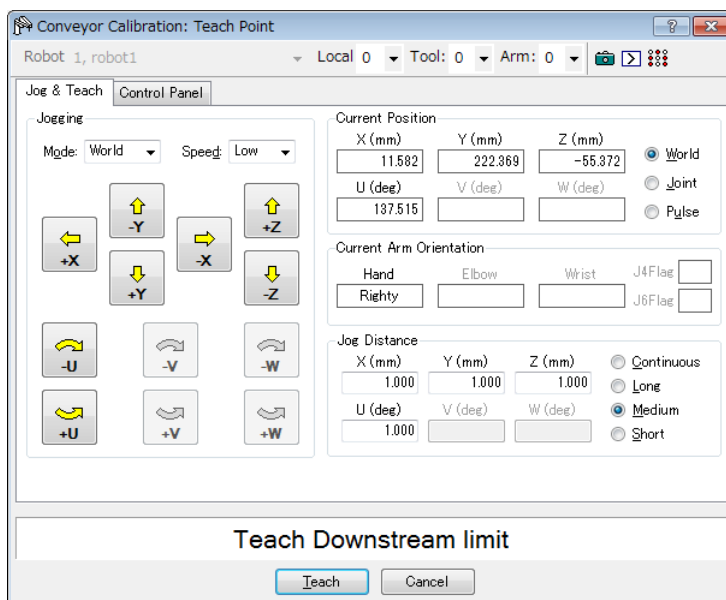 Conveyor Calibration: Teach Point
Robot 1, robot1 Local 0 Tool: 0 Arm: 0
Jog & Teach Control Panel
Jogging
Mode: World Speed: Low
-Y +Z
+X -X
+Y -Z
-U -V -W
+U +V +W
Current Position
X (mm) Y (mm) Z (mm)
11.582 222.369 -55.372
U (deg) V (deg) W (deg)
137.515
World
Joint
Pulse
Current Arm Orientation
Hand Elbow Wrist
Righty
J4Flag
J6Flag
Jog Distance
X (mm) Y (mm) Z (mm)
1.000 1.000 1.000
U (deg) V (deg) W (deg)
1.000
Continuous
Long
Medium
Short
Teach Downstream limit
Teach Cancel